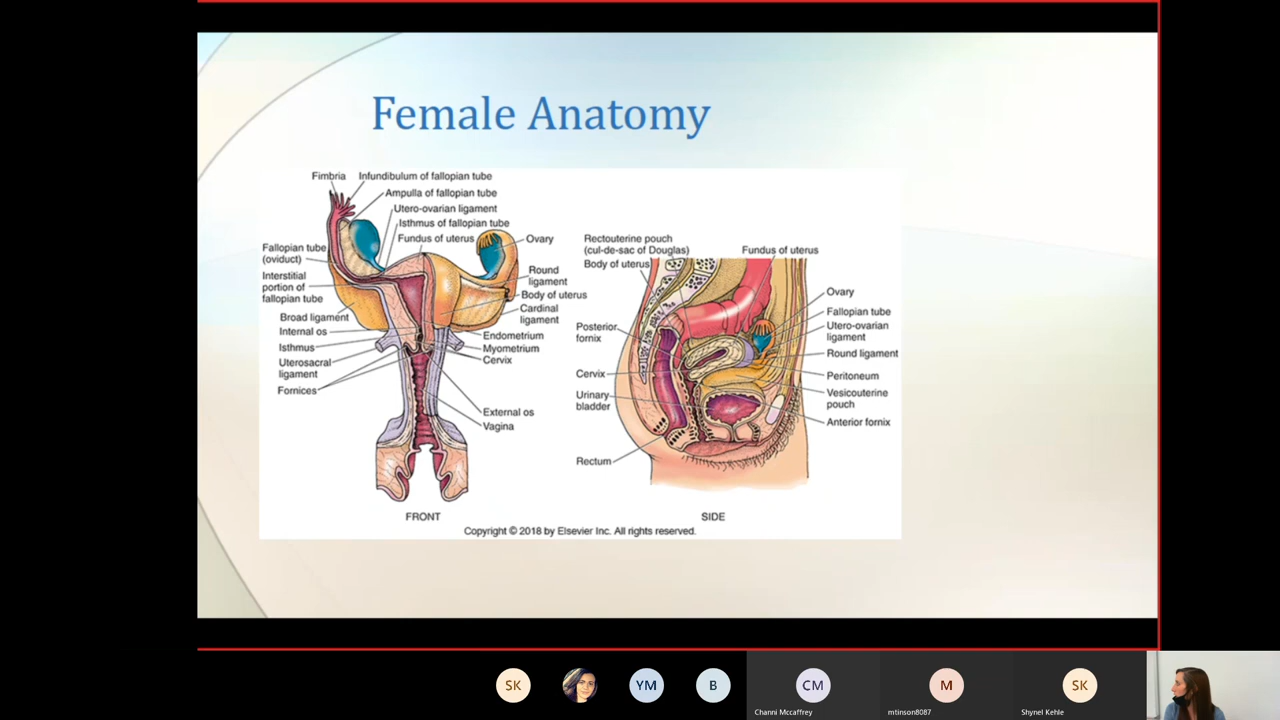 Female Anatomy
Fimbria
Infundibulum of fallopian tube
Ampulla of fallopian tube
Utero-ovarian ligament
Isthmus of fallopian tube
Fundus of uterus
Ovary
Fallopian tube
(oviduct)
Interstitial
portion of
fallopian tube
Broad ligament
Internal os
Isthmus
Uterosacral
ligament
Fornices
Round
ligament
Body of uterus
Cardinal
ligament
Endometrium
Myometrium
Cervix
External os
Vagina
FRONT
Rectouterine pouch
(cul-de-sac of Douglas)
Body of uterus
Fundus of uterus
Posterior
fornix
Cervix
Urinary
bladder
Rectum
Ovary
Fallopian tube
Utero-ovarian
ligament
Round ligament
Peritoneum
Vesicouterine
pouch
Anterior fornix
SIDE
Copyright © 2018 by Elsevier Inc. All rights reserved.
SK
YM
B
CM
Channi Mccaffrey
M
mtinson8087
SK
Shynel Kehle